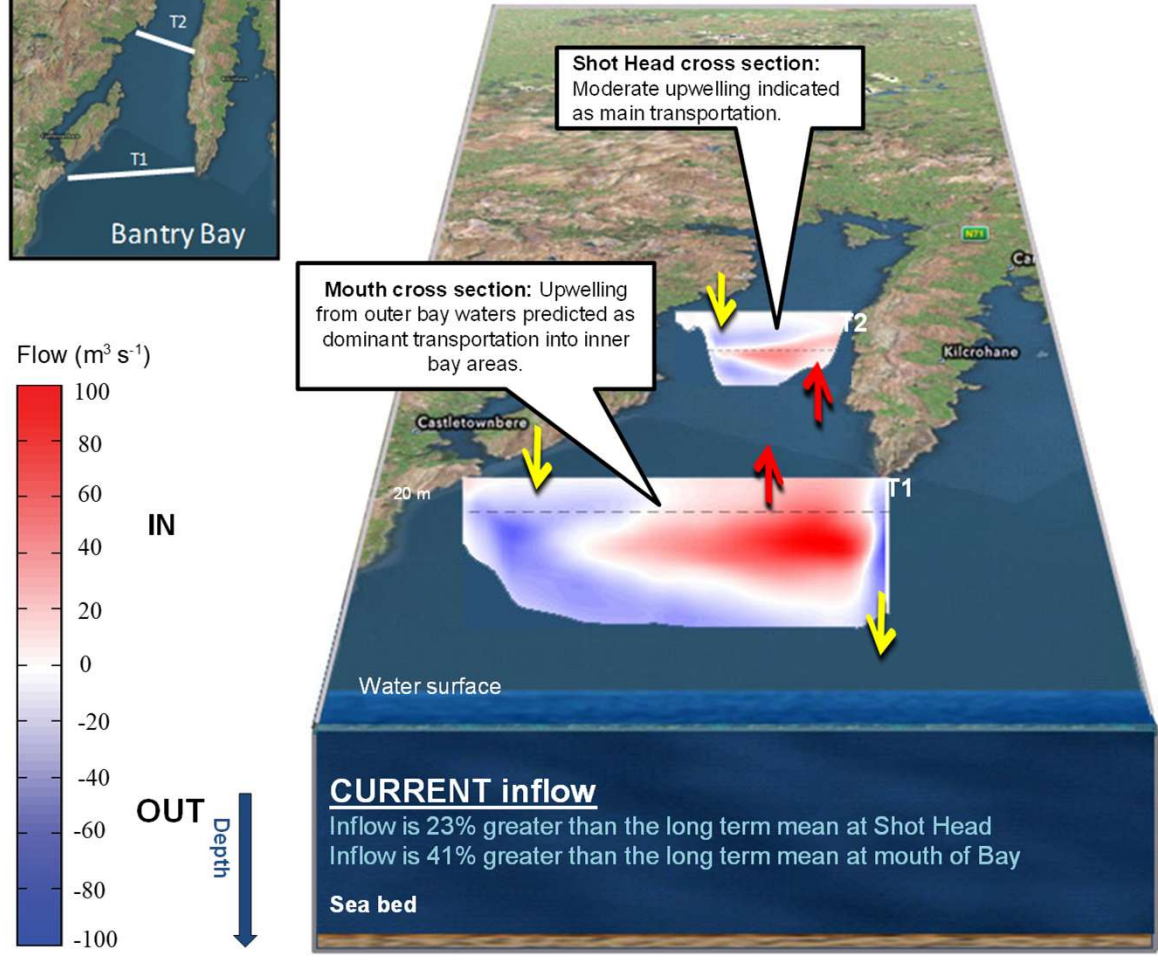 T2
T1
Bantry Bay
Shot Head cross section:
Moderate upwelling indicated
as main transportation.
N71
Mouth cross section: Upwelling
from outer bay waters predicted as
dominant transportation into inner
bay areas.
T2
Ca
Kilcrohane
Castletownbere
20 m
T1
Flow (m³ s⁻¹)
100
80
60
40
20
0
-20
-40
-60
-80
-100
IN
OUT
Depth
Water surface
CURRENT inflow
Inflow is 23% greater than the long term mean at Shot Head
Inflow is 41% greater than the long term mean at mouth of Bay
Sea bed